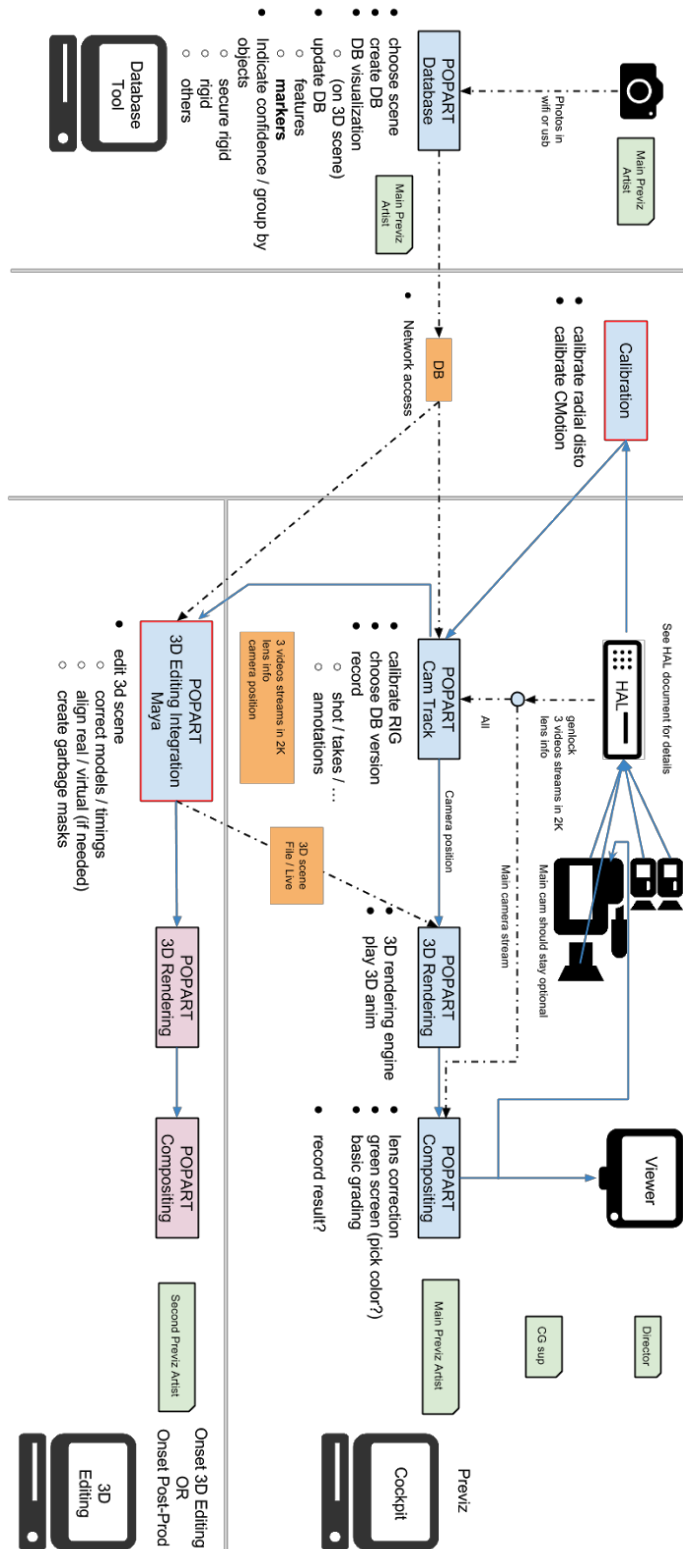 Photos in
wifi or usb
Main Previz
Artist
POPART
Database
Main Previz
Artist
● choose scene
● create DB
● DB visualization
○ (on 3D scene)
● update DB
○ features
○ markers
● Indicate confidence / group by
objects
○ secure rigid
○ rigid
○ others
Database
Tool
Calibration
● calibrate radial disto
● calibrate CMotion
DB
● Network access
See HAL document for details
HAL
genlock
3 videos streams in 2K
lens info
Main cam should stay optional
All
Main camera stream
POPART
Cam Track
Camera position
● calibrate RIG
● choose DB version
● record
○ shot / takes / …
○ annotations
3 videos streams in 2K
lens info
camera position
3D scene
File / Live
POPART
3D Rendering
● 3D rendering engine
● play 3D anim
POPART
Compositing
● lens correction
● green screen (pick color?)
● basic grading
● record result?
Viewer
Director
CG sup
Main Previz Artist
Previz
Cockpit
POPART
3D Editing Integration
Maya
● edit 3d scene
○ correct models / timings
○ align real / virtual (if needed)
○ create garbage masks
POPART
3D Rendering
POPART
Compositing
Second Previz Artist
Onset 3D Editing
OR
Onset Post-Prod
3D
Editing